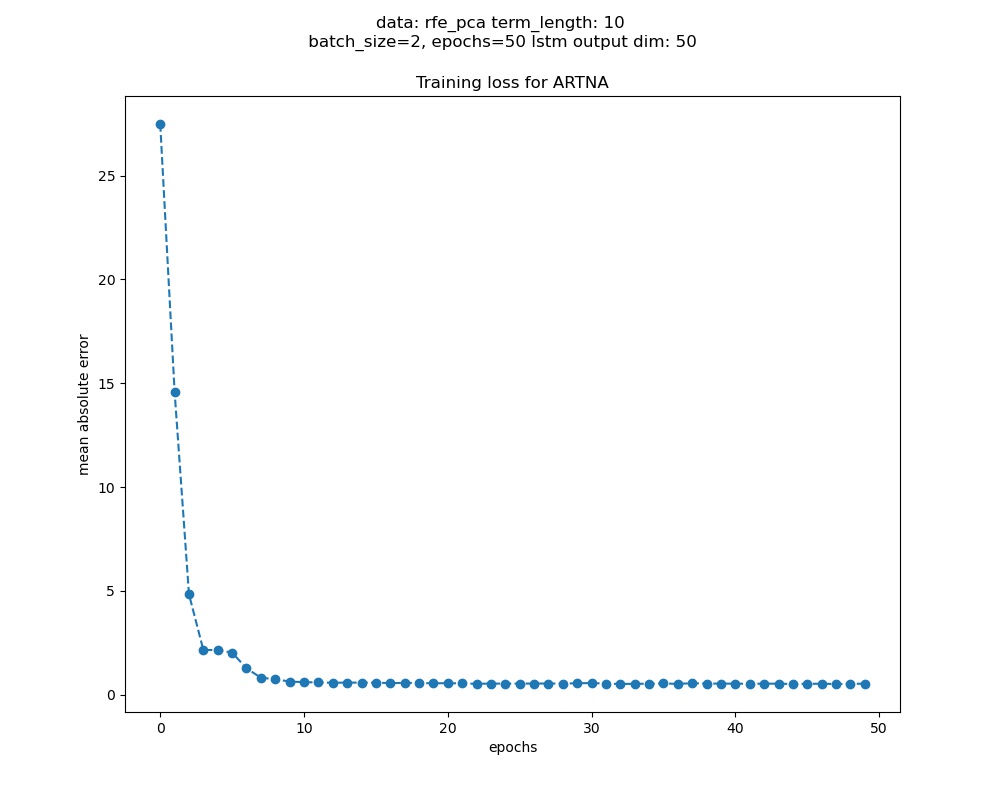 data: rfe_pca term_length: 10
batch_size=2, epochs=50 lstm output dim: 50
Training loss for ARTNA
25
20
15
10
5
0
mean absolute error
0 10 20 30 40 50
epochs